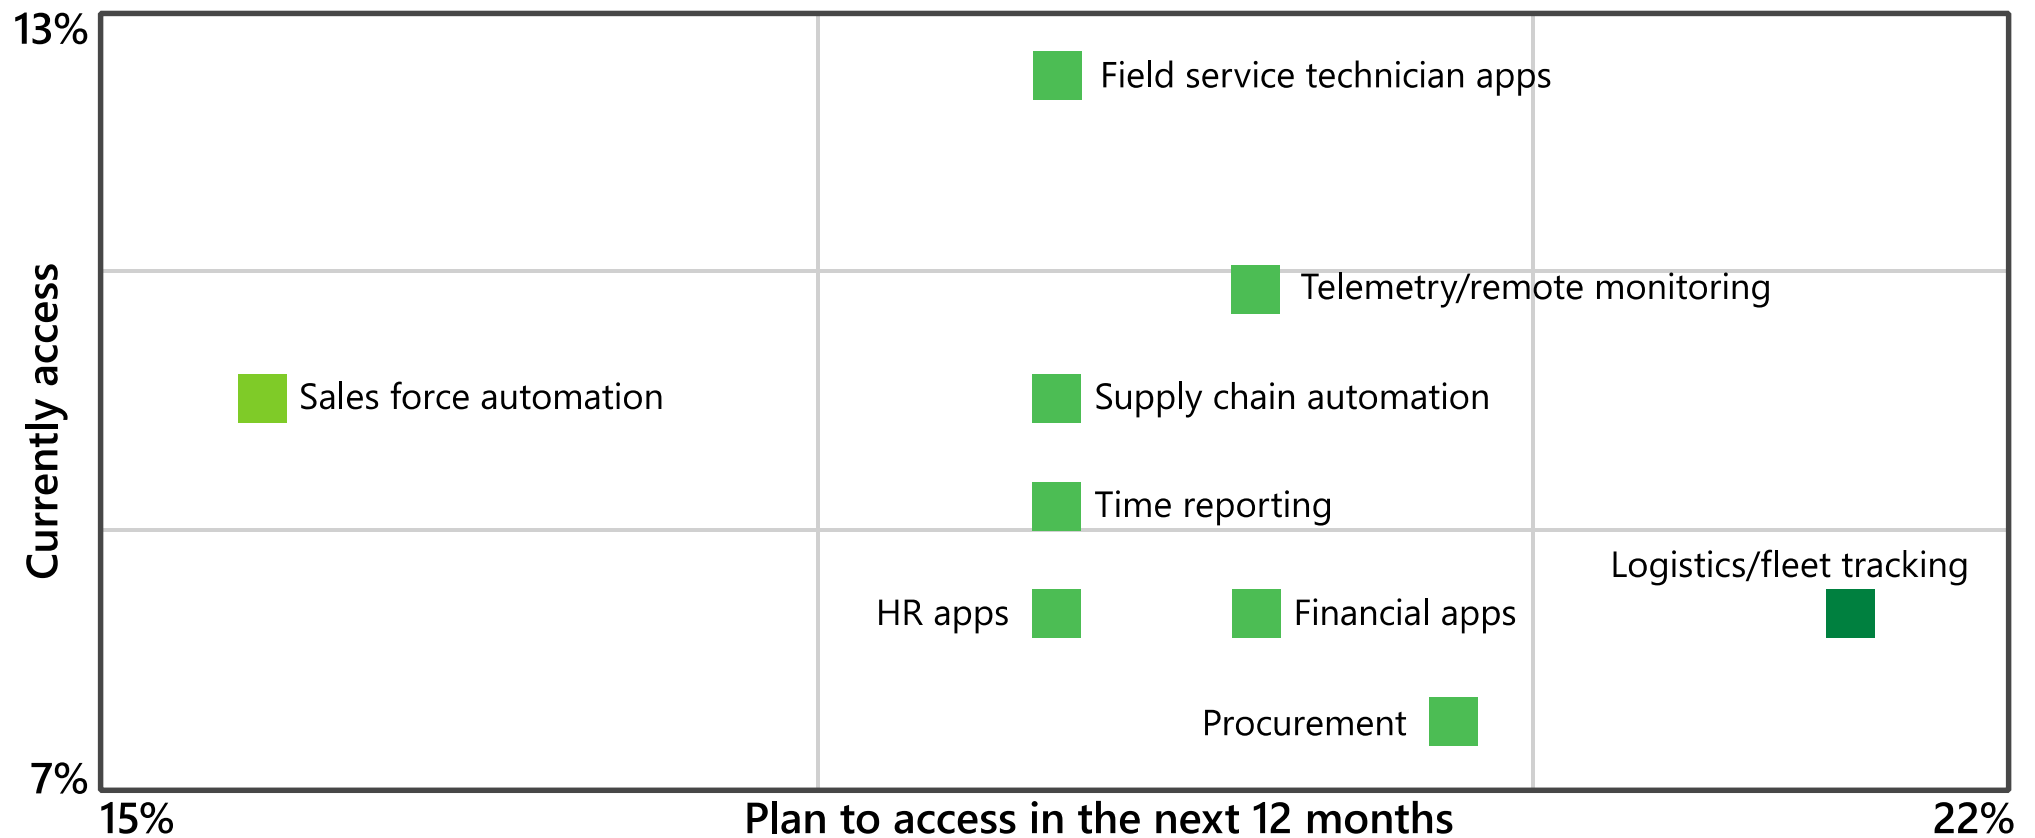 13%
Field service technician apps
Telemetry/remote monitoring
Currently access
Sales force automation
Supply chain automation
Time reporting
Logistics/fleet tracking
HR apps
Financial apps
Procurement
7%
15%
Plan to access in the next 12 months
22%